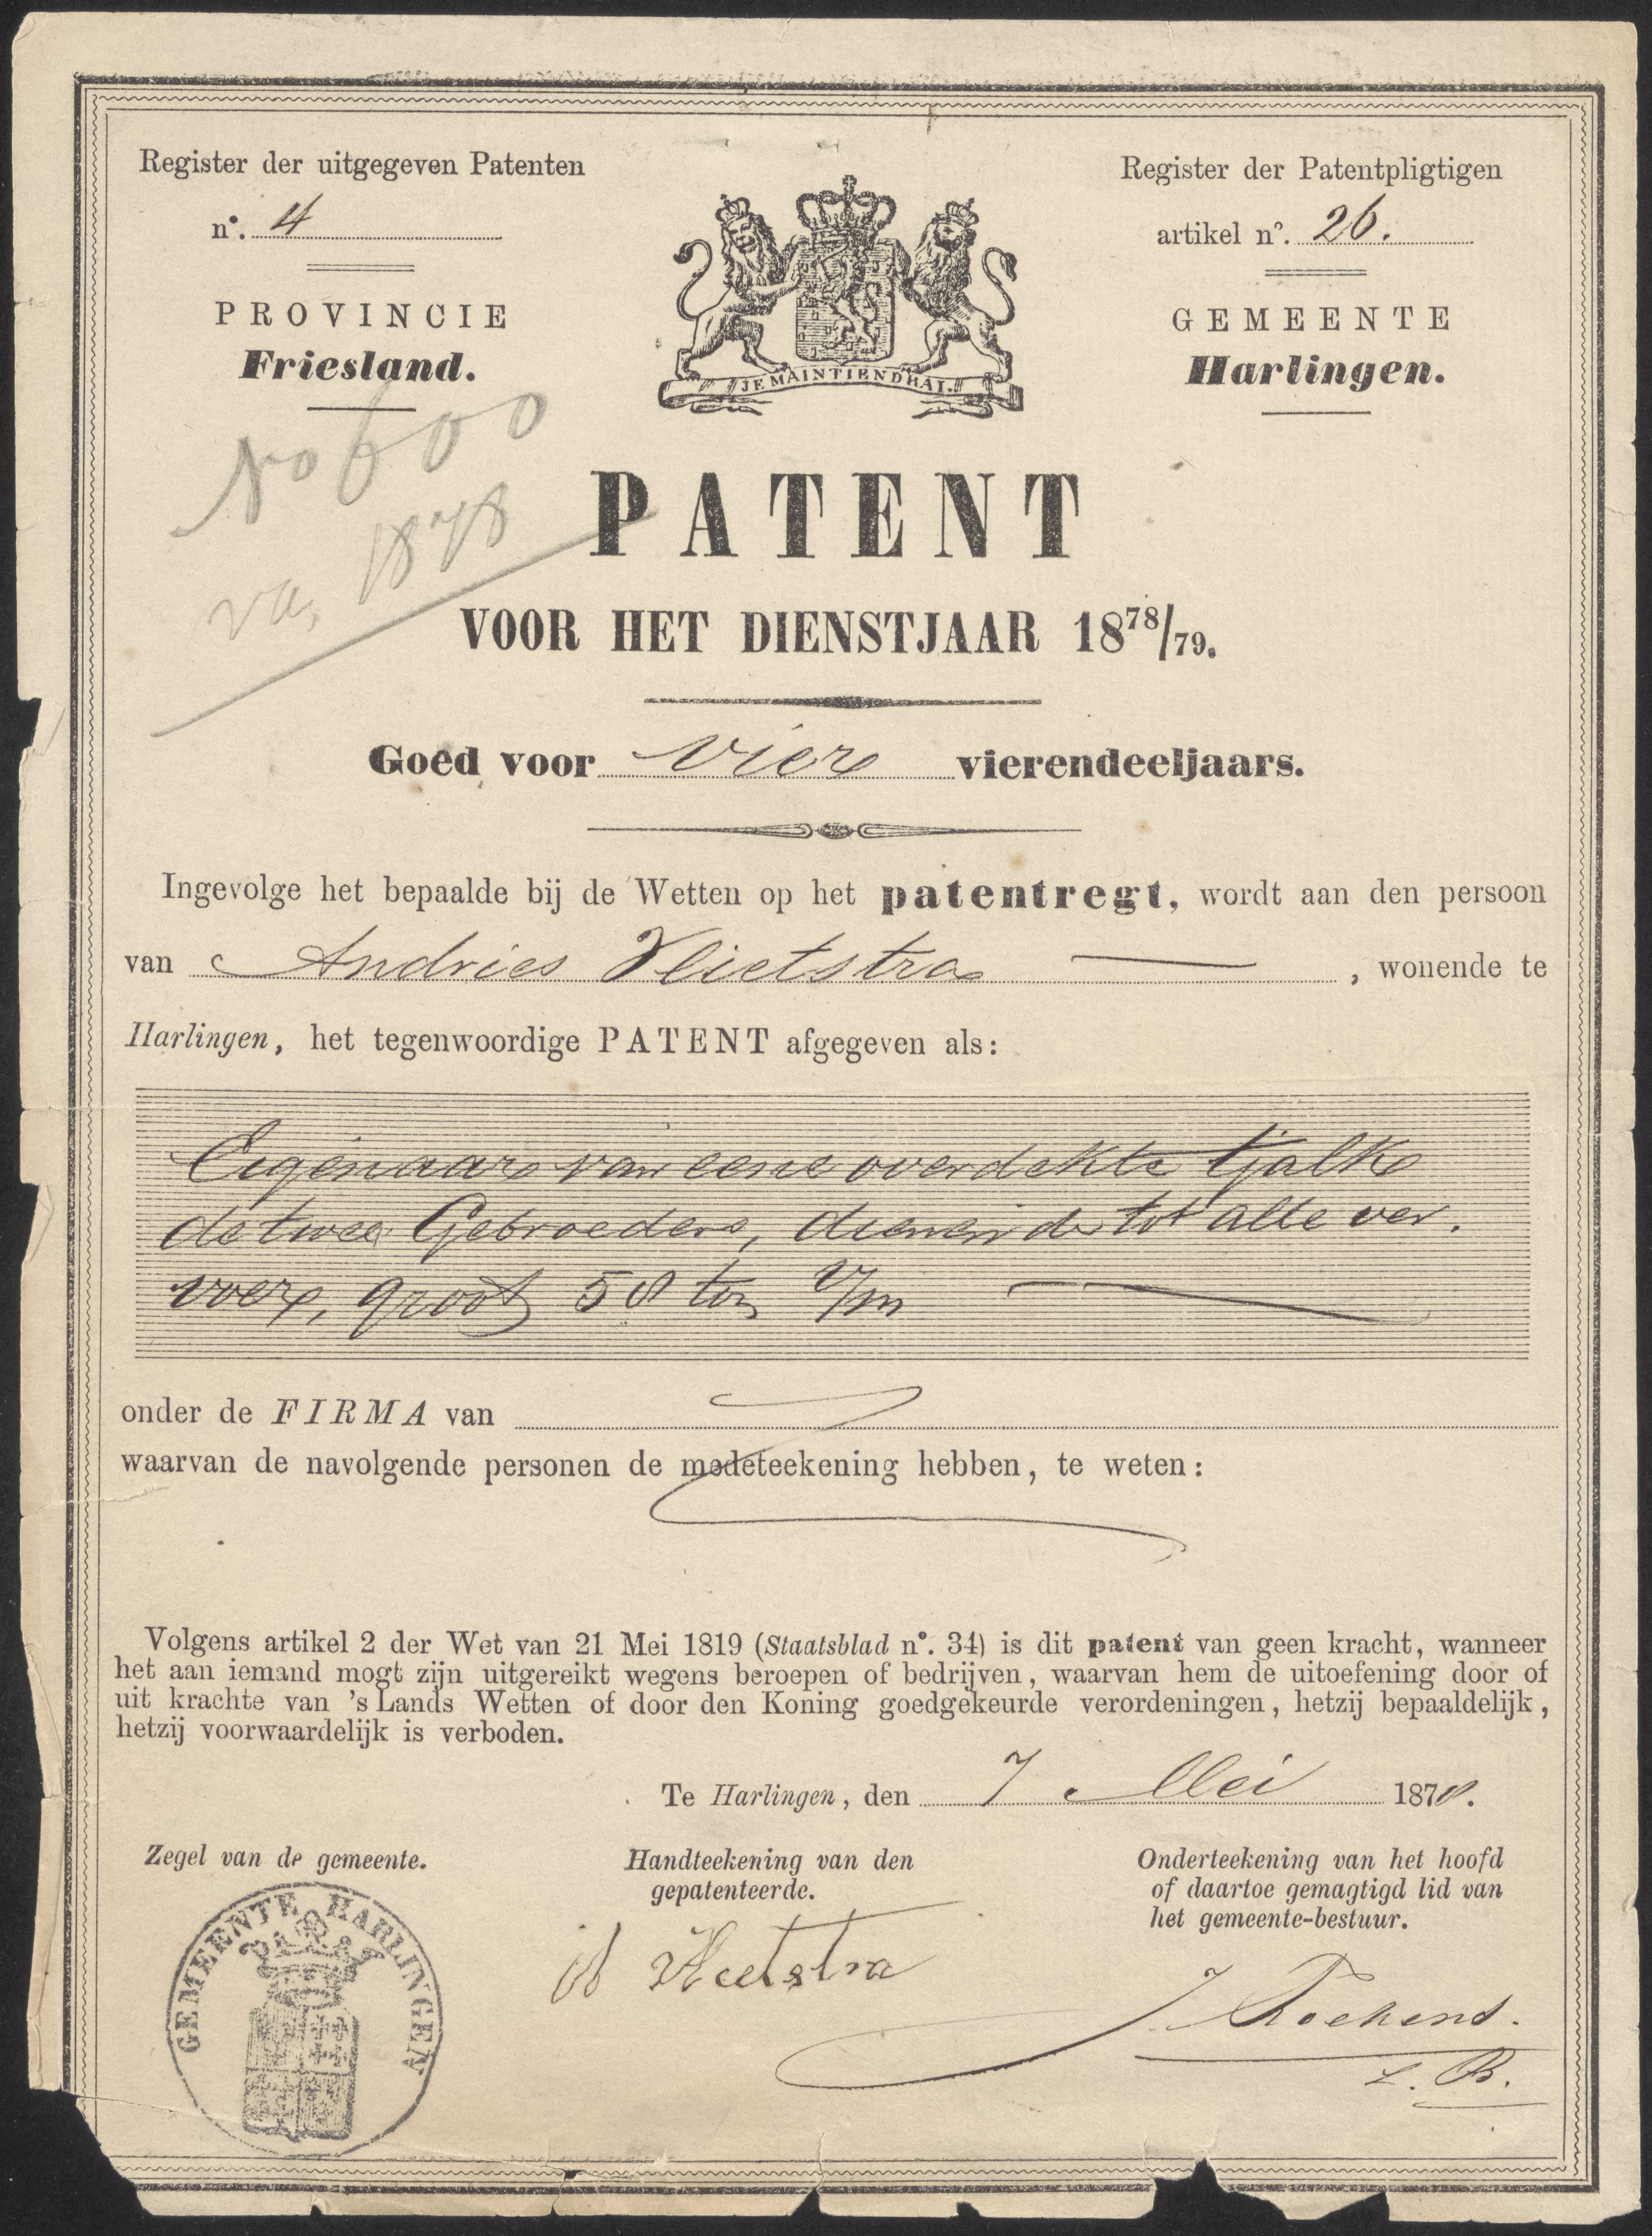 Register der uitgegeven Patenten
n°. 4
PROVINCIE
Friesland.
Register der Patentpligtigen
artikel n°. 26.
GEMEENTE
Harlingen.
JE MAINTIENDRAI.
No 600
va, 1878
PATENT
VOOR HET DIENSTJAAR 1878/79.
Goed voor vier vierendeeljaars.
Ingevolge het bepaalde bij de Wetten op het patentregt, wordt aan den persoon
van Andries Vlietstra , wonende te
Harlingen, het tegenwoordige PATENT afgegeven als:
Eigenaar van eene overdekte tjalk
de twee Gebroeders, dienende tot alle ver.
voer, groot 58 ton
onder de FIRMA van
waarvan de navolgende personen de medeteekening hebben, te weten:
Volgens artikel 2 der Wet van 21 Mei 1819 (Staatsblad n°. 34) is dit patent van geen kracht, wanneer
het aan iemand mogt zijn uitgereikt wegens beroepen of bedrijven, waarvan hem de uitoefening door of
uit krachte van 's Lands Wetten of door den Koning goedgekeurde verordeningen, hetzij bepaaldelijk,
hetzij voorwaardelijk is verboden.
Te Harlingen, den 7 Mei 1878.
Zegel van de gemeente.
GEMEENTE HARLINGEN
Handteekening van den
gepatenteerde.
Vlietstra
Onderteekening van het hoofd
of daartoe gemagtigd lid van
het gemeente-bestuur.